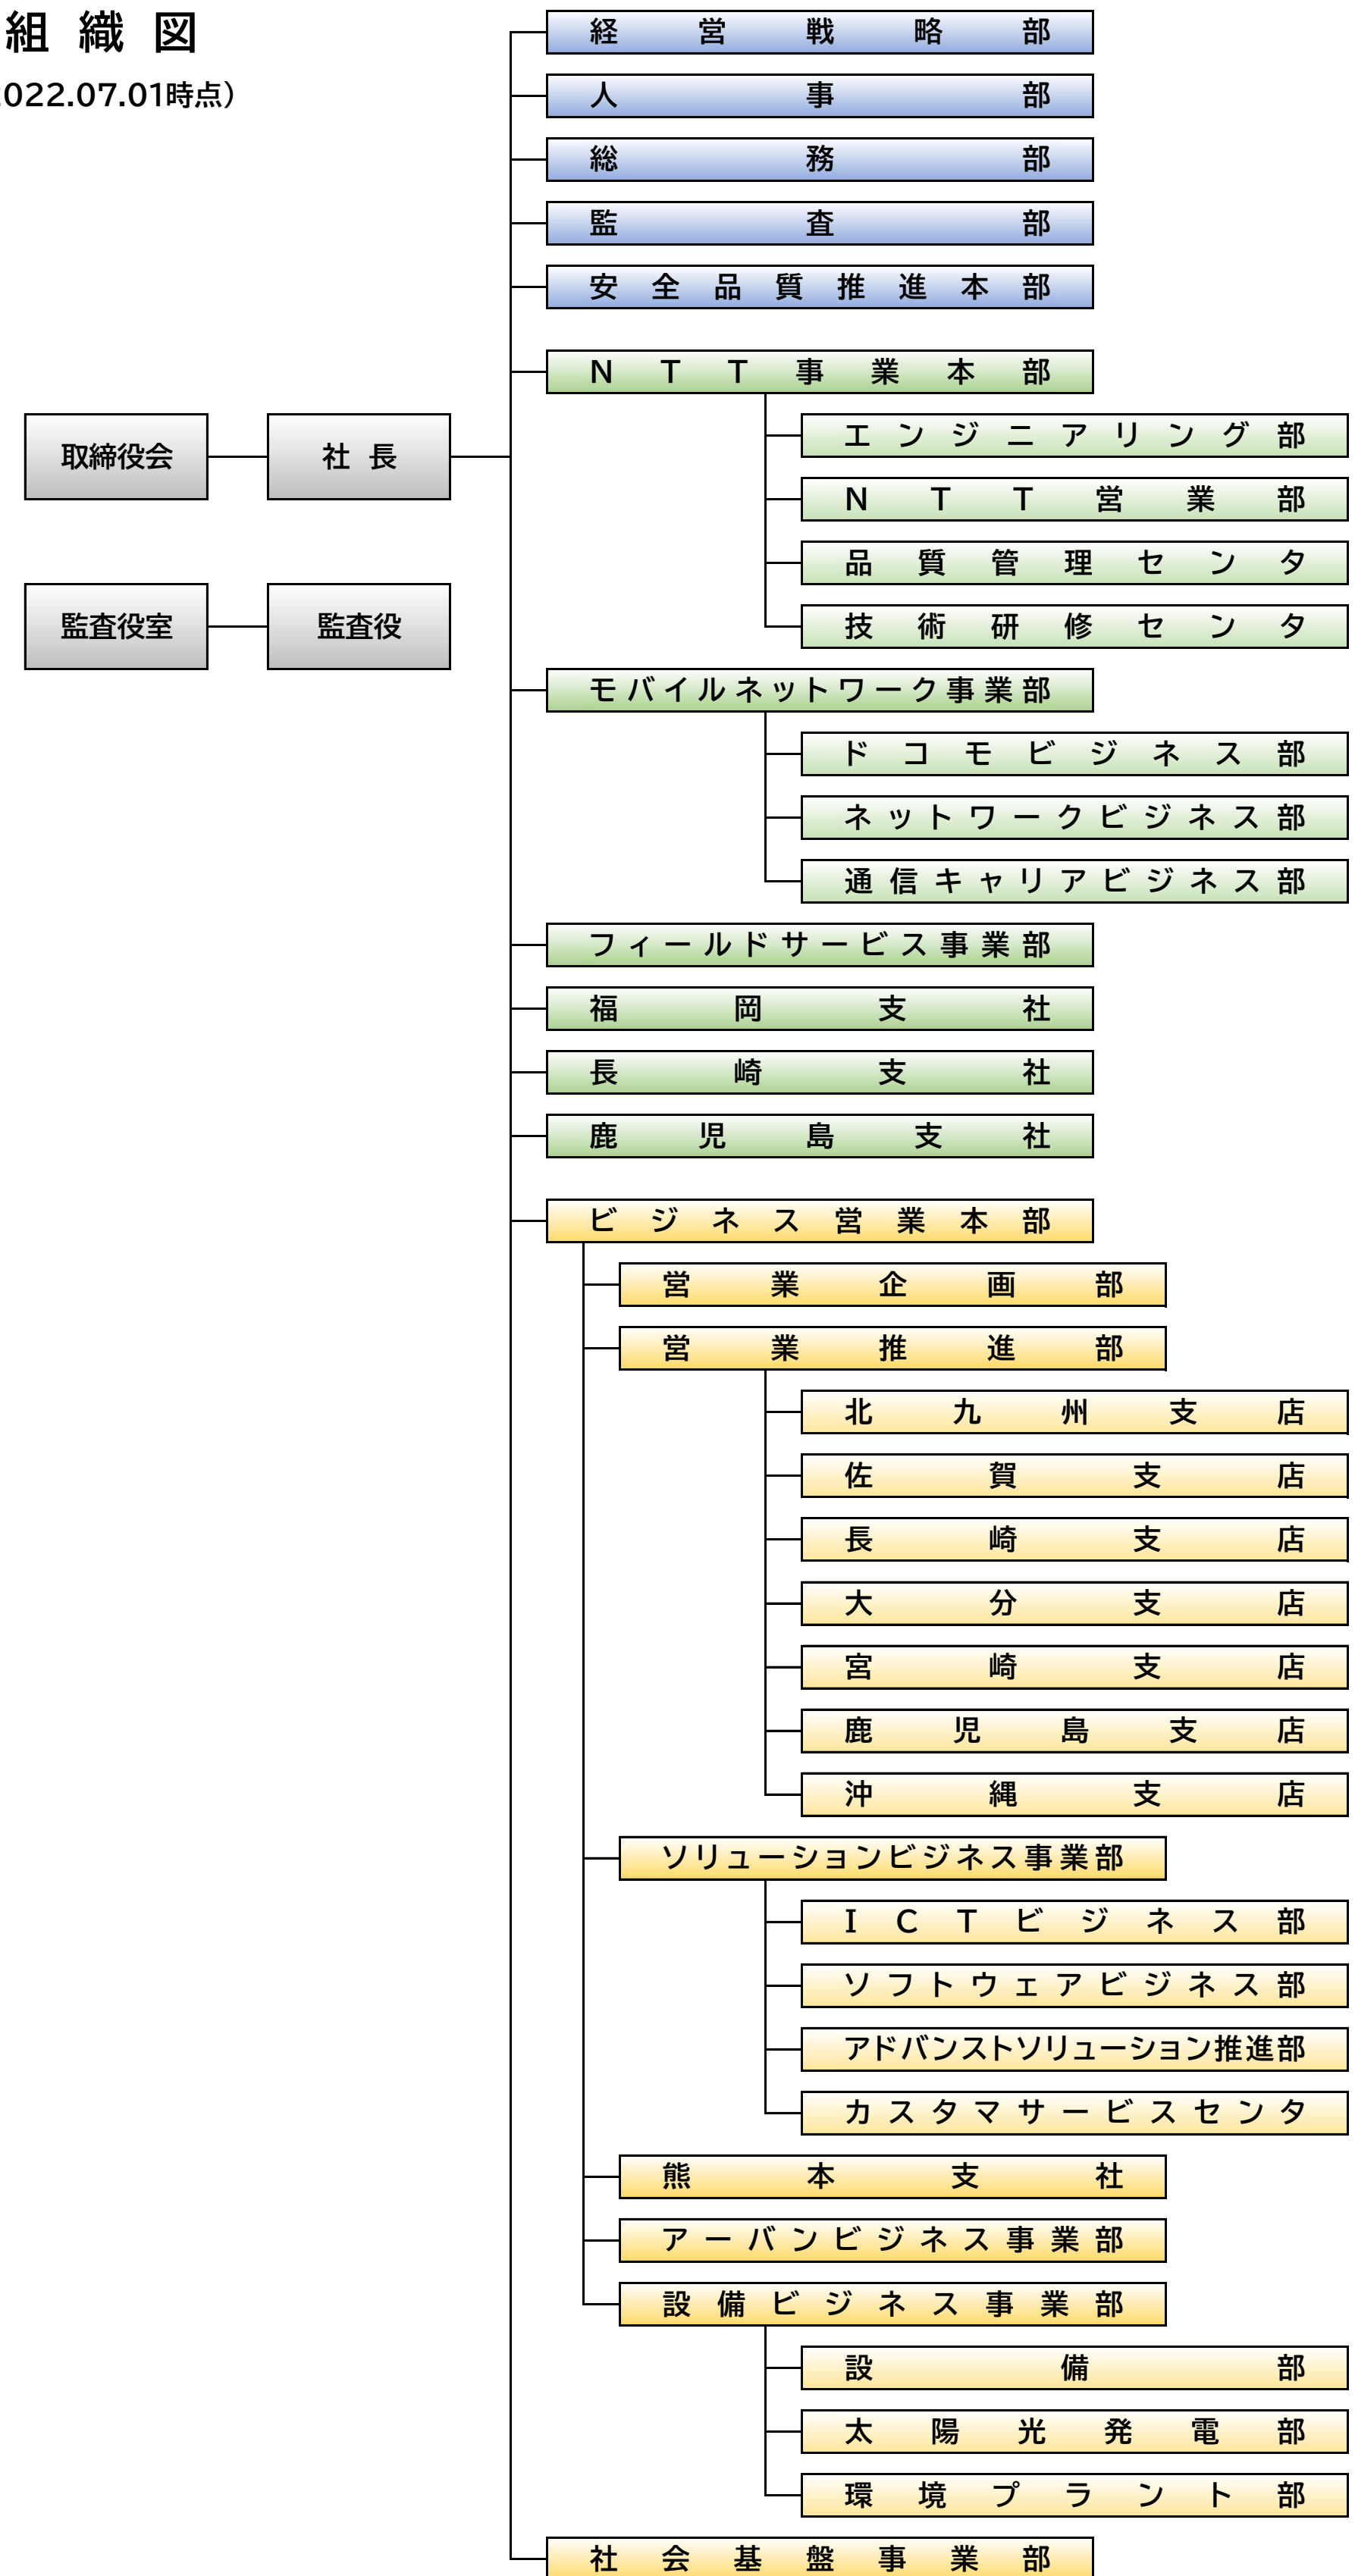 組織図
022.07.01時点）
経営戦略部
人事部
総務部
監査部
安全品質推進本部
NTT事業本部
取締役会
社長
エンジニアリング部
NTT営業部
品質管理センタ
監査役室
監査役
技術研修センタ
モバイルネットワーク事業部
ドコモビジネス部
ネットワークビジネス部
通信キャリアビジネス部
フィールドサービス事業部
福岡支社
長崎支社
鹿児島支社
ビジネス営業本部
営業企画部
営業推進部
北九州支店
佐賀支店
長崎支店
大分支店
宮崎支店
鹿児島支店
沖縄支店
ソリューションビジネス事業部
ICTビジネス部
ソフトウェアビジネス部
アドバンストソリューション推進部
カスタマサービスセンタ
熊本支社
アーバンビジネス事業部
設備ビジネス事業部
設備部
太陽光発電部
環境プラント部
社会基盤事業部